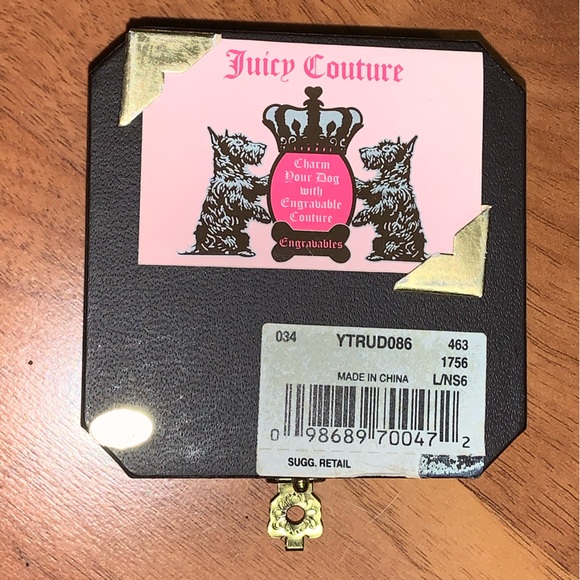 Juicy Couture
Charm
Your Dog
with
Engravable
Couture
Engravables
034 YTRUD086 463
1756
MADE IN CHINA L/NS6
0 98689 70047 2
SUGG. RETAIL